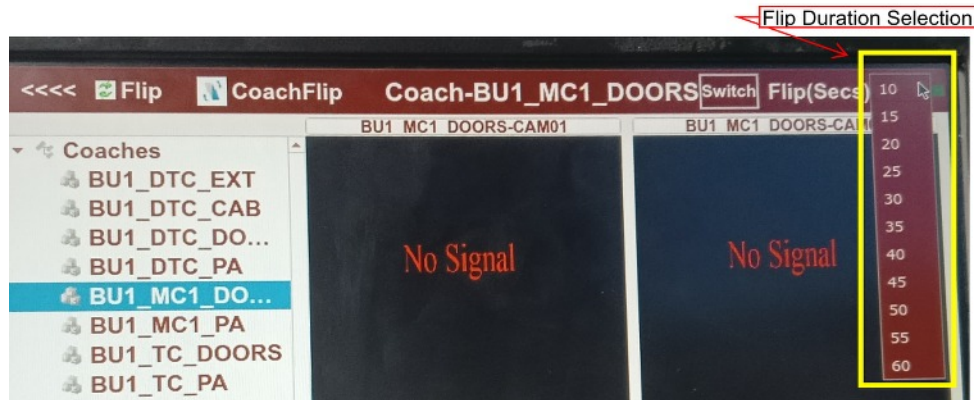 Flip Duration Selection
<<<< Flip CoachFlip Coach-BU1_MC1_DOORS Switch Flip(Secs)
BU1_MC1_DOORS-CAM01 BU1_MC1_DOORS-CAM
Coaches
BU1_DTC_EXT
BU1_DTC_CAB
BU1_DTC_DO...
BU1_DTC_PA
BU1_MC1_DO...
BU1_MC1_PA
BU1_TC_DOORS
BU1_TC_PA
No Signal
No Signal
10
15
20
25
30
35
40
45
50
55
60